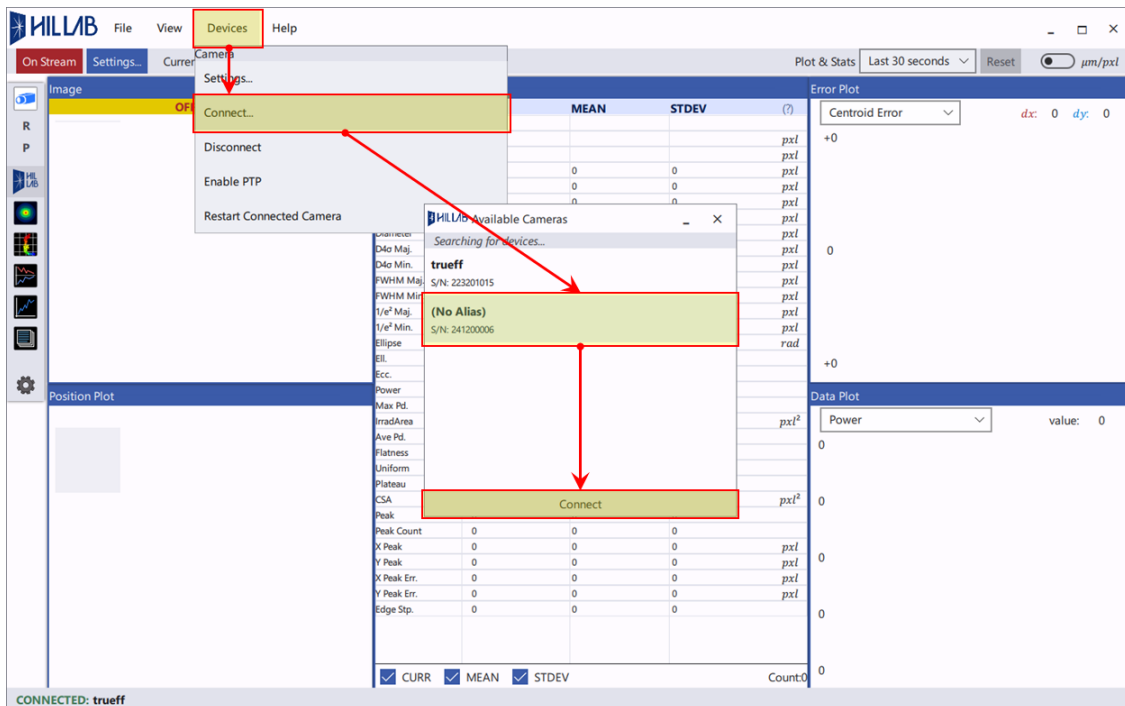 HILLAB File View Devices Help
On Stream Settings... Curre
Plot & Stats Last 30 seconds Reset μm/pxl
Camera
Settings...
Connect...
Disconnect
Enable PTP
Restart Connected Camera
R
P
HILLAB
Image
OFF
MEAN STDEV (?)
pxl
pxl
0 0 pxl
0 0 pxl
0 0 pxl
pxl
Diameter pxl
D4σ Maj. pxl
D4σ Min. pxl
FWHM Maj. pxl
FWHM Min pxl
1/e² Maj. pxl
1/e² Min. pxl
Ellipse rad
Ell.
Ecc.
Power
Max Pd.
IrradArea pxl²
Ave Pd.
Flatness
Uniform
Plateau
CSA pxl²
Peak
Peak Count 0 0 0
X Peak 0 0 0 pxl
Y Peak 0 0 0 pxl
X Peak Err. 0 0 0 pxl
Y Peak Err. 0 0 0 pxl
Edge Stp. 0 0 0
CURR MEAN STDEV Count:0
HILLAB Available Cameras
Searching for devices...
trueff
S/N: 223201015
(No Alias)
S/N: 241200006
Connect
Error Plot
Centroid Error dx: 0 dy: 0
+0
0
+0
Position Plot
Data Plot
Power value: 0
0
0
0
0
0
CONNECTED: trueff